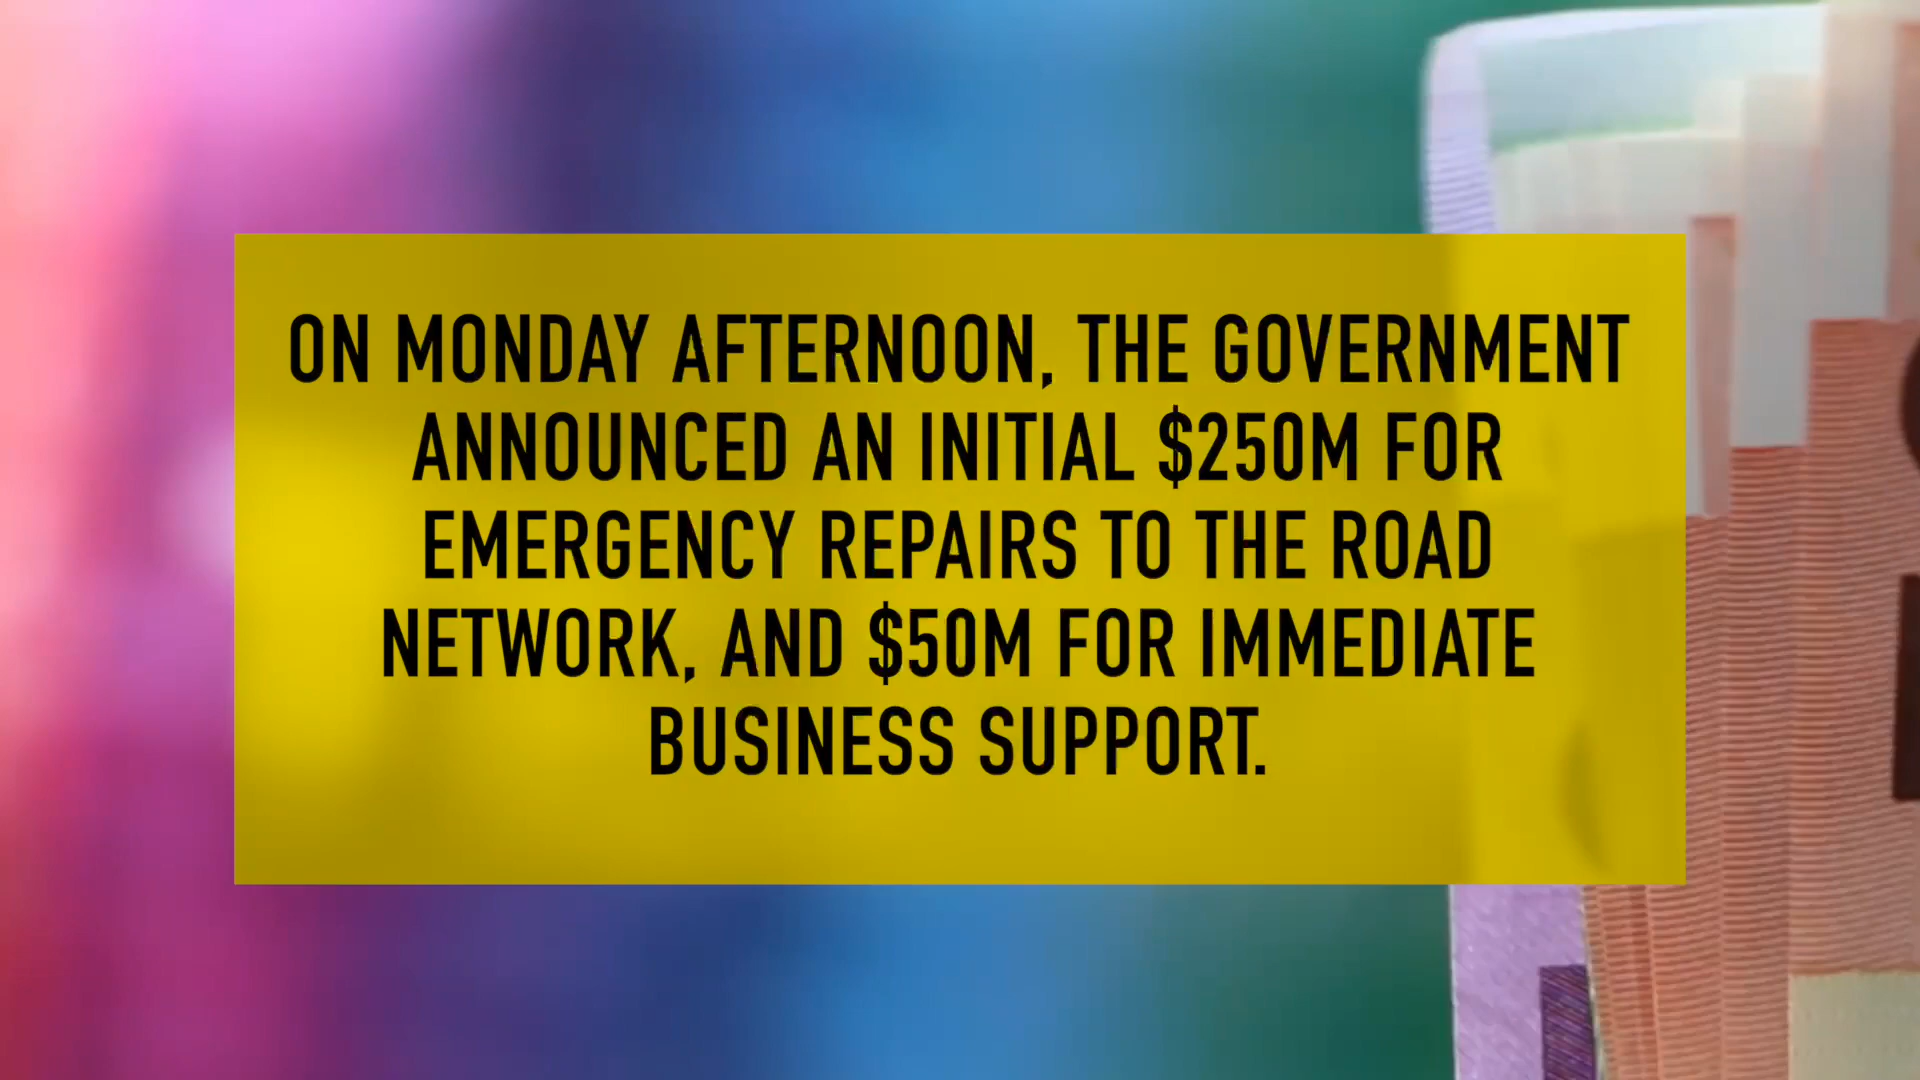 ON MONDAY AFTERNOON, THE GOVERNMENT
ANNOUNCED AN INITIAL $250M FOR
EMERGENCY REPAIRS TO THE ROAD
NETWORK, AND $50M FOR IMMEDIATE
BUSINESS SUPPORT.